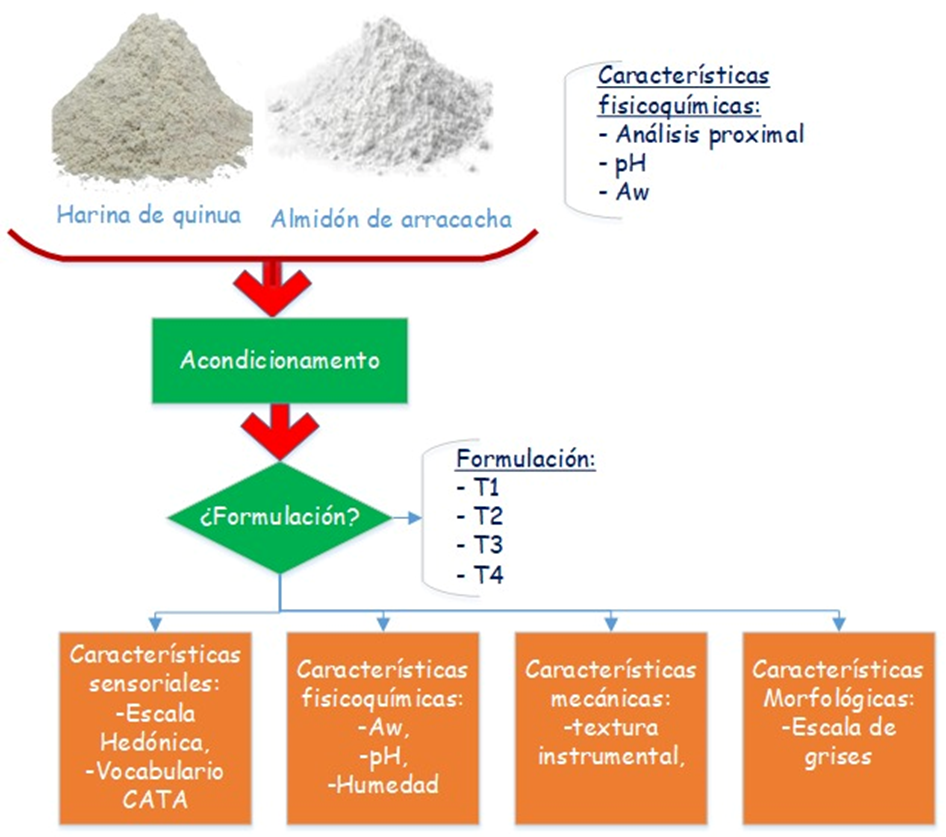 Características
fisicoquímicas:
- Análisis proximal
- pH
- Aw
Harina de quinua
Almidón de arracacha
Acondicionamento
¿Formulación?
Formulación:
- T1
- T2
- T3
- T4
Características
sensoriales:
-Escala
Hedónica,
-Vocabulario
CATA
Características
fisicoquímicas:
-Aw,
-pH,
-Humedad
Características
mecánicas:
-textura
instrumental,
Características
Morfológicas:
-Escala de
grises